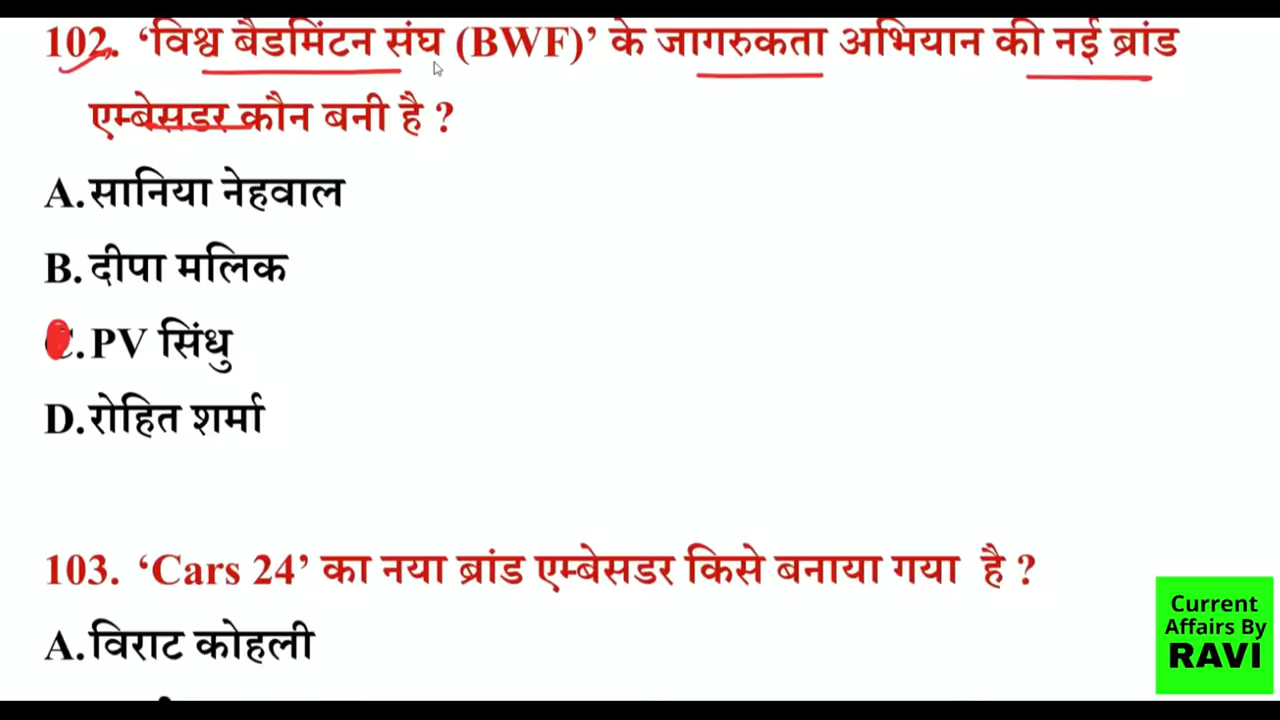 102. ‘विश्व बैडमिंटन संघ (BWF)’ के जागरुकता अभियान की नई ब्रांड
एम्बेसडर कौन बनी है ?
A.सानिया नेहवाल
B.दीपा मलिक
C.PV सिंधु
D.रोहित शर्मा
103. ‘Cars 24’ का नया ब्रांड एम्बेसडर किसे बनाया गया है ?
A.विराट कोहली
Current
Affairs By
RAVI